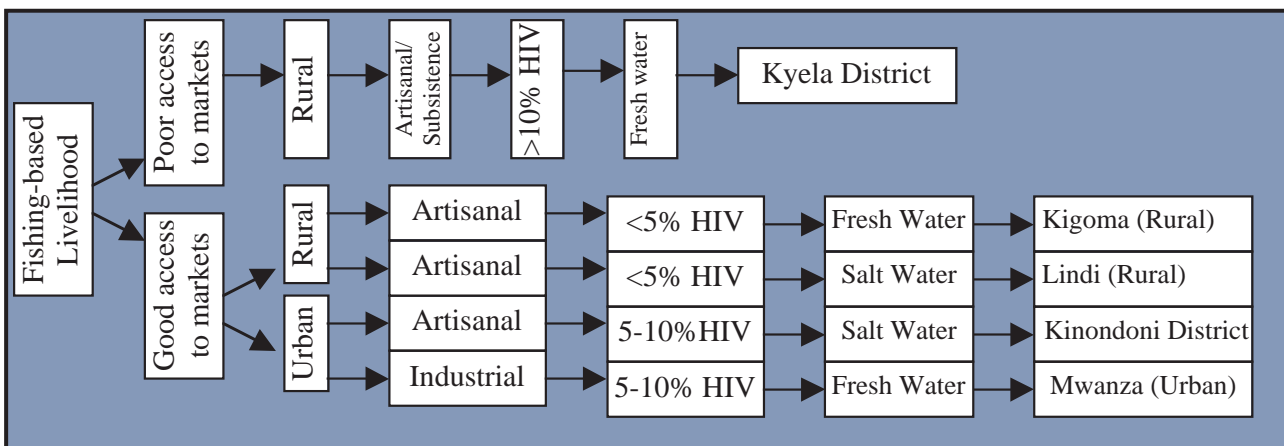 Fishing-based
Livelihood
Poor access
to markets
Rural
Artisanal/
Subsistence
>10% HIV
Fresh water
Kyela District
Good access
to markets
Rural
Urban
Artisanal
<5% HIV
Fresh Water
Kigoma (Rural)
Artisanal
<5% HIV
Salt Water
Lindi (Rural)
Artisanal
5-10%HIV
Salt Water
Kinondoni District
Industrial
5-10% HIV
Fresh Water
Mwanza (Urban)